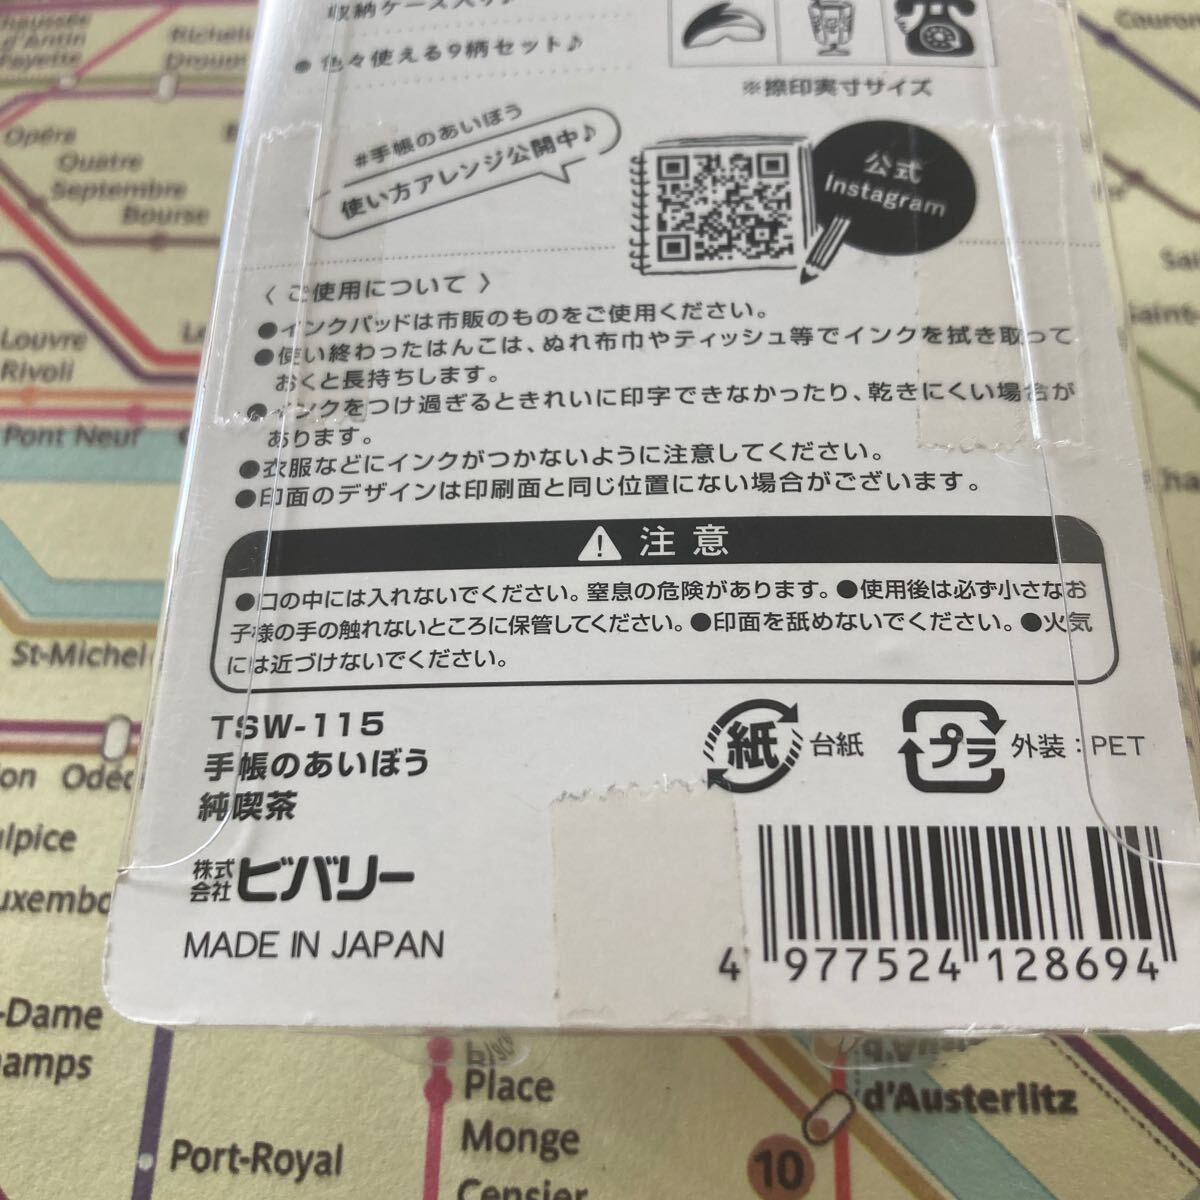 収納ケース入り♪
●色々使える9柄セット♪
※捺印実寸サイズ
#手帳のあいぼう
使い方アレンジ公開中♪
公式
Instagram
〈 ご使用について 〉
●インクパッドは市販のものをご使用ください。
●使い終わったはんこは、ぬれ布巾やティッシュ等でインクを拭き取って
おくと長持ちします。
●インクをつけ過ぎるときれいに印字できなかったり、乾きにくい場合が
あります。
●衣服などにインクがつかないように注意してください。
●印面のデザインは印刷面と同じ位置にない場合がございます。
注意
●口の中には入れないでください。窒息の危険があります。●使用後は必ず小さなお
子様の手の触れないところに保管してください。●印面を舐めないでください。●火気
には近づけないでください。
TSW-115
手帳のあいぼう
純喫茶
紙 台紙
プラ 外装：PET
株式会社 ビバリー
MADE IN JAPAN
4 977524 128694
Chaussée
d'Antin
Fayette
Opéra
Quatre
Septembre
Bourse
Louvre
Rivoli
Pont Neuf
St-Michel
Port-Royal
Place
Monge
Censier
d'Austerlitz
10